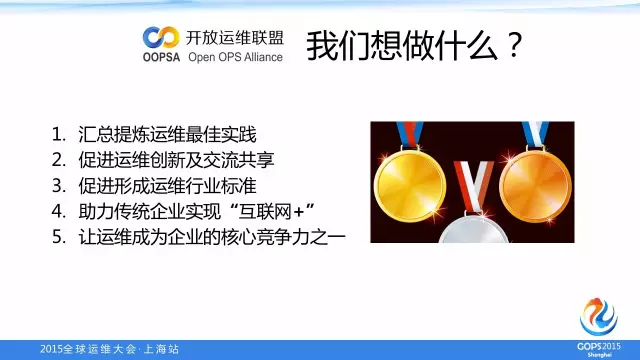 开放运维联盟
OOPSA Open OPS Alliance
我们想做什么？
1. 汇总提炼运维最佳实践
2. 促进运维创新及交流共享
3. 促进形成运维行业标准
4. 助力传统企业实现“互联网+”
5. 让运维成为企业的核心竞争力之一
2015全球运维大会·上海站
GOPS2015
Shanghai